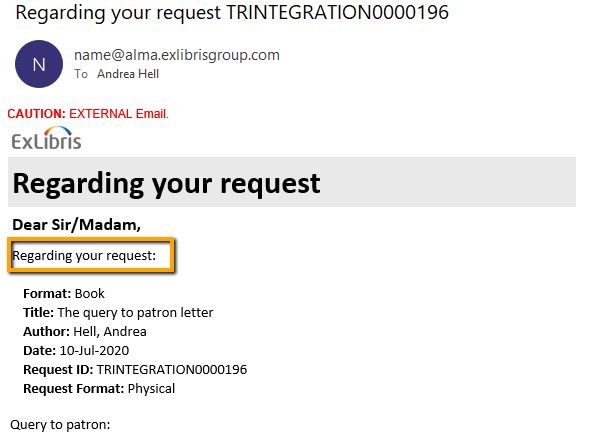 Regarding your request TRINTEGRATION0000196
N
name@alma.exlibrisgroup.com
To Andrea Hell
CAUTION: EXTERNAL Email.
ExLibris
Regarding your request
Dear Sir/Madam,
Regarding your request:
Format: Book
Title: The query to patron letter
Author: Hell, Andrea
Date: 10-Jul-2020
Request ID: TRINTEGRATION0000196
Request Format: Physical
Query to patron: